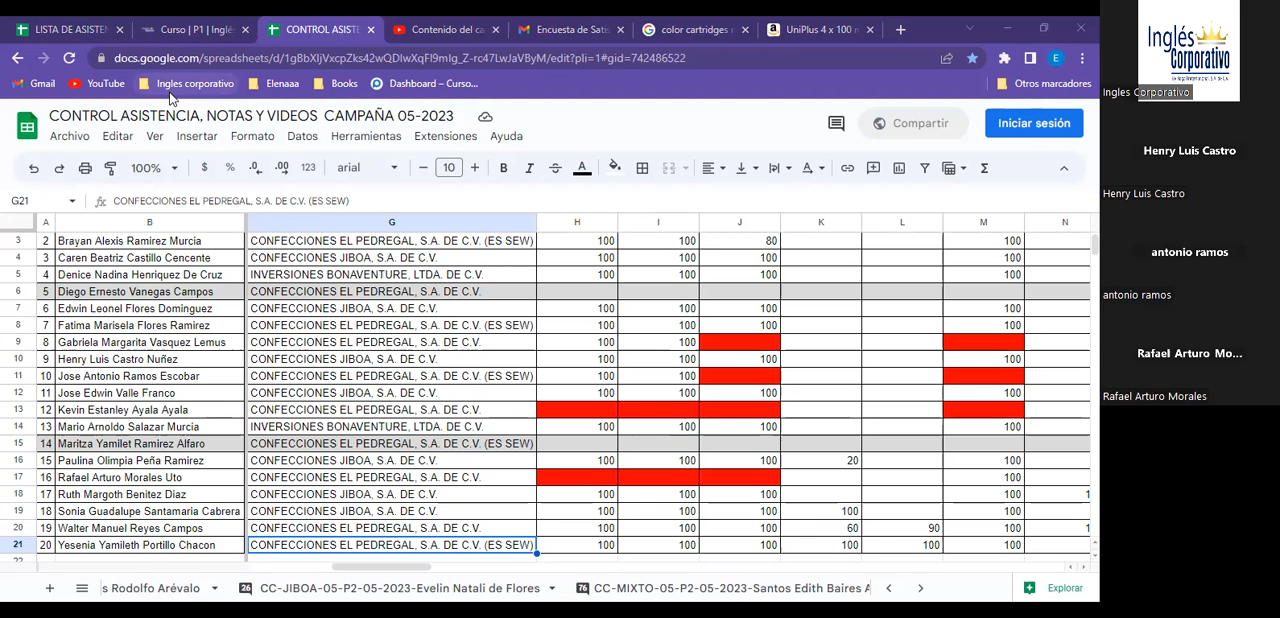 LISTA DE ASISTEN
Curso | P1 | Inglé
CONTROL ASISTE
Contenido del ca
Encuesta de Satis
color cartridges
UniPlus 4 x 100
docs.google.com/spreadsheets/d/1gBbXljVxcpZks42wQDIwXqFl9mIg_Z-rc47LwJaVByM/edit?pli=1#gid=742486522
Gmail
YouTube
Ingles corporativo
Elenaaa
Books
Dashboard – Curso...
Otros marcadores
CONTROL ASISTENCIA, NOTAS Y VIDEOS CAMPAÑA 05-2023
Archivo Editar Ver Insertar Formato Datos Herramientas Extensiones Ayuda
Compartir
Iniciar sesión
100% $ % .0 .00 123 arial 10 B I S A Σ
G21 fx CONFECCIONES EL PEDREGAL, S.A. DE C.V. (ES SEW)
A B G H I J K L M N
3 2 Brayan Alexis Ramirez Murcia CONFECCIONES EL PEDREGAL, S.A. DE C.V. (ES SEW) 100 100 80 100
4 3 Caren Beatriz Castillo Cencente CONFECCIONES JIBOA, S.A. DE C.V. 100 100 100 100
5 4 Denice Nadina Henriquez De Cruz INVERSIONES BONAVENTURE, LTDA. DE C.V. 100 100 100 100
6 5 Diego Ernesto Vanegas Campos CONFECCIONES EL PEDREGAL, S.A. DE C.V.
7 6 Edwin Leonel Flores Dominguez CONFECCIONES JIBOA, S.A. DE C.V. 100 100 100 100
8 7 Fatima Marisela Flores Ramirez CONFECCIONES EL PEDREGAL, S.A. DE C.V. (ES SEW) 100 100 100 100
9 8 Gabriela Margarita Vasquez Lemus CONFECCIONES EL PEDREGAL, S.A. DE C.V. 100 100
10 9 Henry Luis Castro Nuñez CONFECCIONES JIBOA, S.A. DE C.V. 100 100 100 100
11 10 Jose Antonio Ramos Escobar CONFECCIONES EL PEDREGAL, S.A. DE C.V. (ES SEW) 100 100
12 11 Jose Edwin Valle Franco CONFECCIONES JIBOA, S.A. DE C.V. 100 100 100 100
13 12 Kevin Estanley Ayala Ayala CONFECCIONES EL PEDREGAL, S.A. DE C.V.
14 13 Mario Arnoldo Salazar Murcia INVERSIONES BONAVENTURE, LTDA. DE C.V. 100 100 100 100
15 14 Maritza Yamilet Ramirez Alfaro CONFECCIONES EL PEDREGAL, S.A. DE C.V. (ES SEW)
16 15 Paulina Olimpia Peña Ramirez CONFECCIONES JIBOA, S.A. DE C.V. 100 100 100 20 100
17 16 Rafael Arturo Morales Uto CONFECCIONES EL PEDREGAL, S.A. DE C.V. 100
18 17 Ruth Margoth Benitez Diaz CONFECCIONES JIBOA, S.A. DE C.V. 100 100 100 100 1
19 18 Sonia Guadalupe Santamaria Cabrera CONFECCIONES JIBOA, S.A. DE C.V. 100 100 100 100 100
20 19 Walter Manuel Reyes Campos CONFECCIONES EL PEDREGAL, S.A. DE C.V. 100 100 100 60 90 100 1
21 20 Yesenia Yamileth Portillo Chacon CONFECCIONES EL PEDREGAL, S.A. DE C.V. (ES SEW) 100 100 100 100 100 100
22
s Rodolfo Arévalo
26 CC-JIBOA-05-P2-05-2023-Evelin Natali de Flores
76 CC-MIXTO-05-P2-05-2023-Santos Edith Baires A
Explorar
Inglés
Corporativo
Ingles Corporativo
Henry Luis Castro
Henry Luis Castro
antonio ramos
antonio ramos
Rafael Arturo Mo...
Rafael Arturo Morales